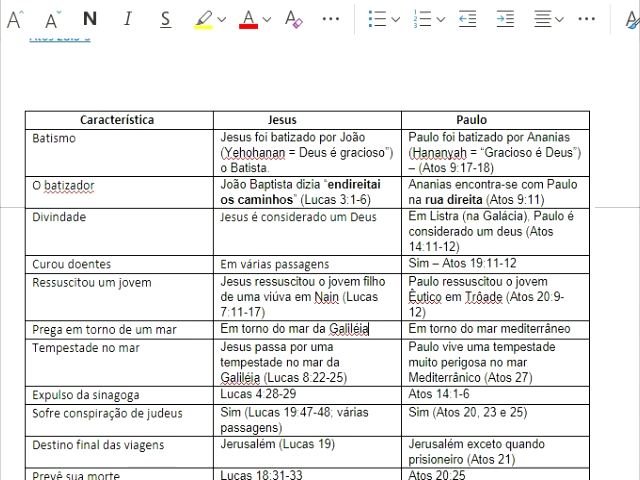 N I S A A
Característica Jesus Paulo
Batismo Jesus foi batizado por João Paulo foi batizado por Ananias
(Yehohanan = Deus é gracioso”) (Hananyah = “Gracioso é Deus”)
o Batista. – (Atos 9:17-18)
O batizador João Baptista dizia “endireitai Ananias encontra-se com Paulo
os caminhos” (Lucas 3:1-6) na rua direita (Atos 9:11)
Divindade Jesus é considerado um Deus Em Listra (na Galácia), Paulo é
considerado um deus (Atos
14:11-12)
Curou doentes Em várias passagens Sim – Atos 19:11-12
Ressuscitou um jovem Jesus ressuscitou o jovem filho Paulo ressuscitou o jovem
de uma viúva em Nain (Lucas Êutico em Trôade (Atos 20:9-
7:11-17) 12)
Prega em torno de um mar Em torno do mar da Galiléia Em torno do mar mediterrâneo
Tempestade no mar Jesus passa por uma Paulo vive uma tempestade
tempestade no mar da muito perigosa no mar
Galiléia (Lucas 8:22-25) Mediterrânico (Atos 27)
Expulso da sinagoga Lucas 4:28-29 Atos 14:1-6
Sofre conspiração de judeus Sim (Lucas 19:47-48; várias Sim (Atos 20, 23 e 25)
passagens)
Destino final das viagens Jerusalém (Lucas 19) Jerusalém exceto quando
prisioneiro (Atos 21)
Prevê sua morte Lucas 18:31-33 Atos 20:25